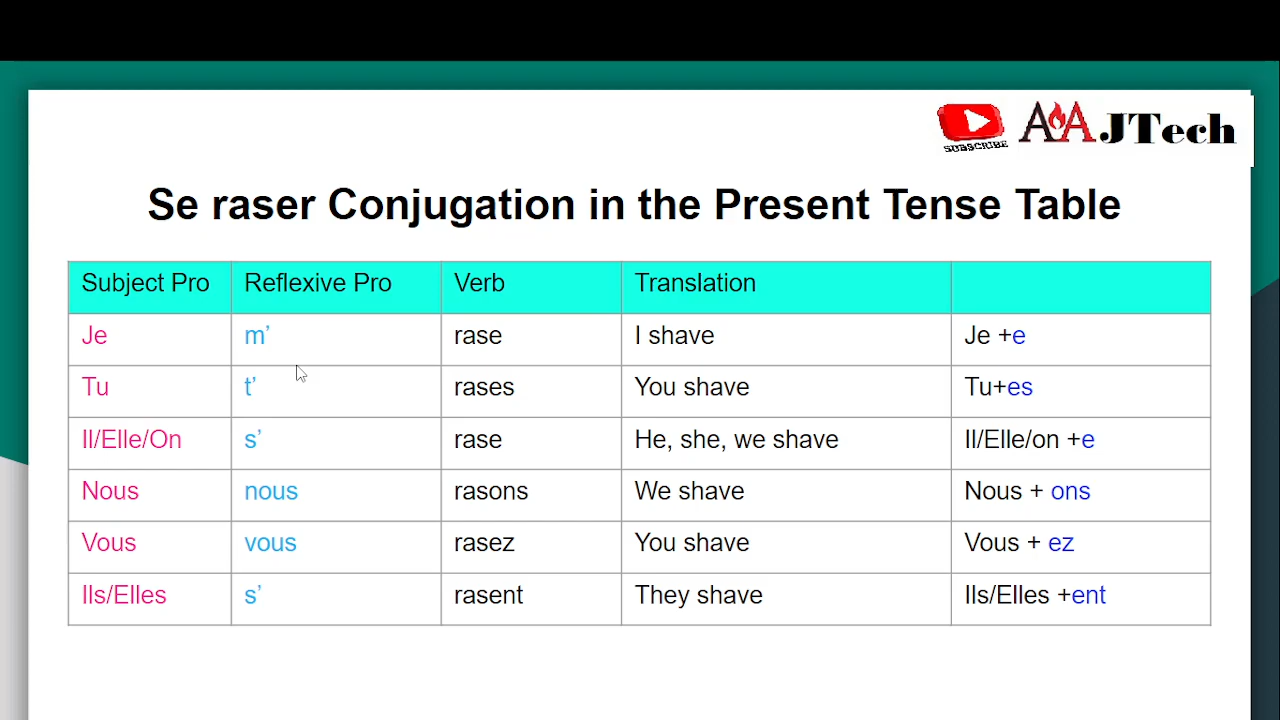 SUBSCRIBE
AAJTech
Se raser Conjugation in the Present Tense Table
Subject Pro Reflexive Pro Verb Translation
Je m’ rase I shave Je +e
Tu t’ rases You shave Tu+es
Il/Elle/On s’ rase He, she, we shave Il/Elle/on +e
Nous nous rasons We shave Nous + ons
Vous vous rasez You shave Vous + ez
Ils/Elles s’ rasent They shave Ils/Elles +ent